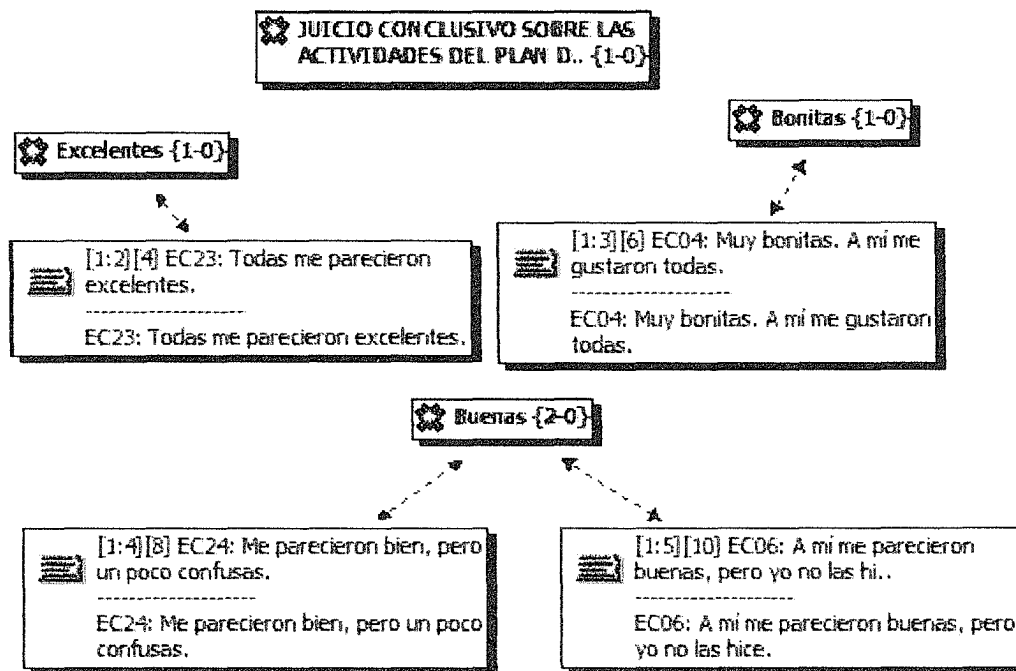 JUICIO CONCLUSIVO SOBRE LAS
ACTIVIDADES DEL PLAN D.. {1-0}
Excelentes {1-0}
Bonitas {1-0}
[1:2][4] EC23: Todas me parecieron
excelentes.
--------------------
EC23: Todas me parecieron excelentes.
[1:3][6] EC04: Muy bonitas. A mí me
gustaron todas.
--------------------
EC04: Muy bonitas. A mí me gustaron
todas.
Buenas {2-0}
[1:4][8] EC24: Me parecieron bien, pero
un poco confusas.
--------------------
EC24: Me parecieron bien, pero un poco
confusas.
[1:5][10] EC06: A mí me parecieron
buenas, pero yo no las hi..
--------------------
EC06: A mí me parecieron buenas, pero
yo no las hice.